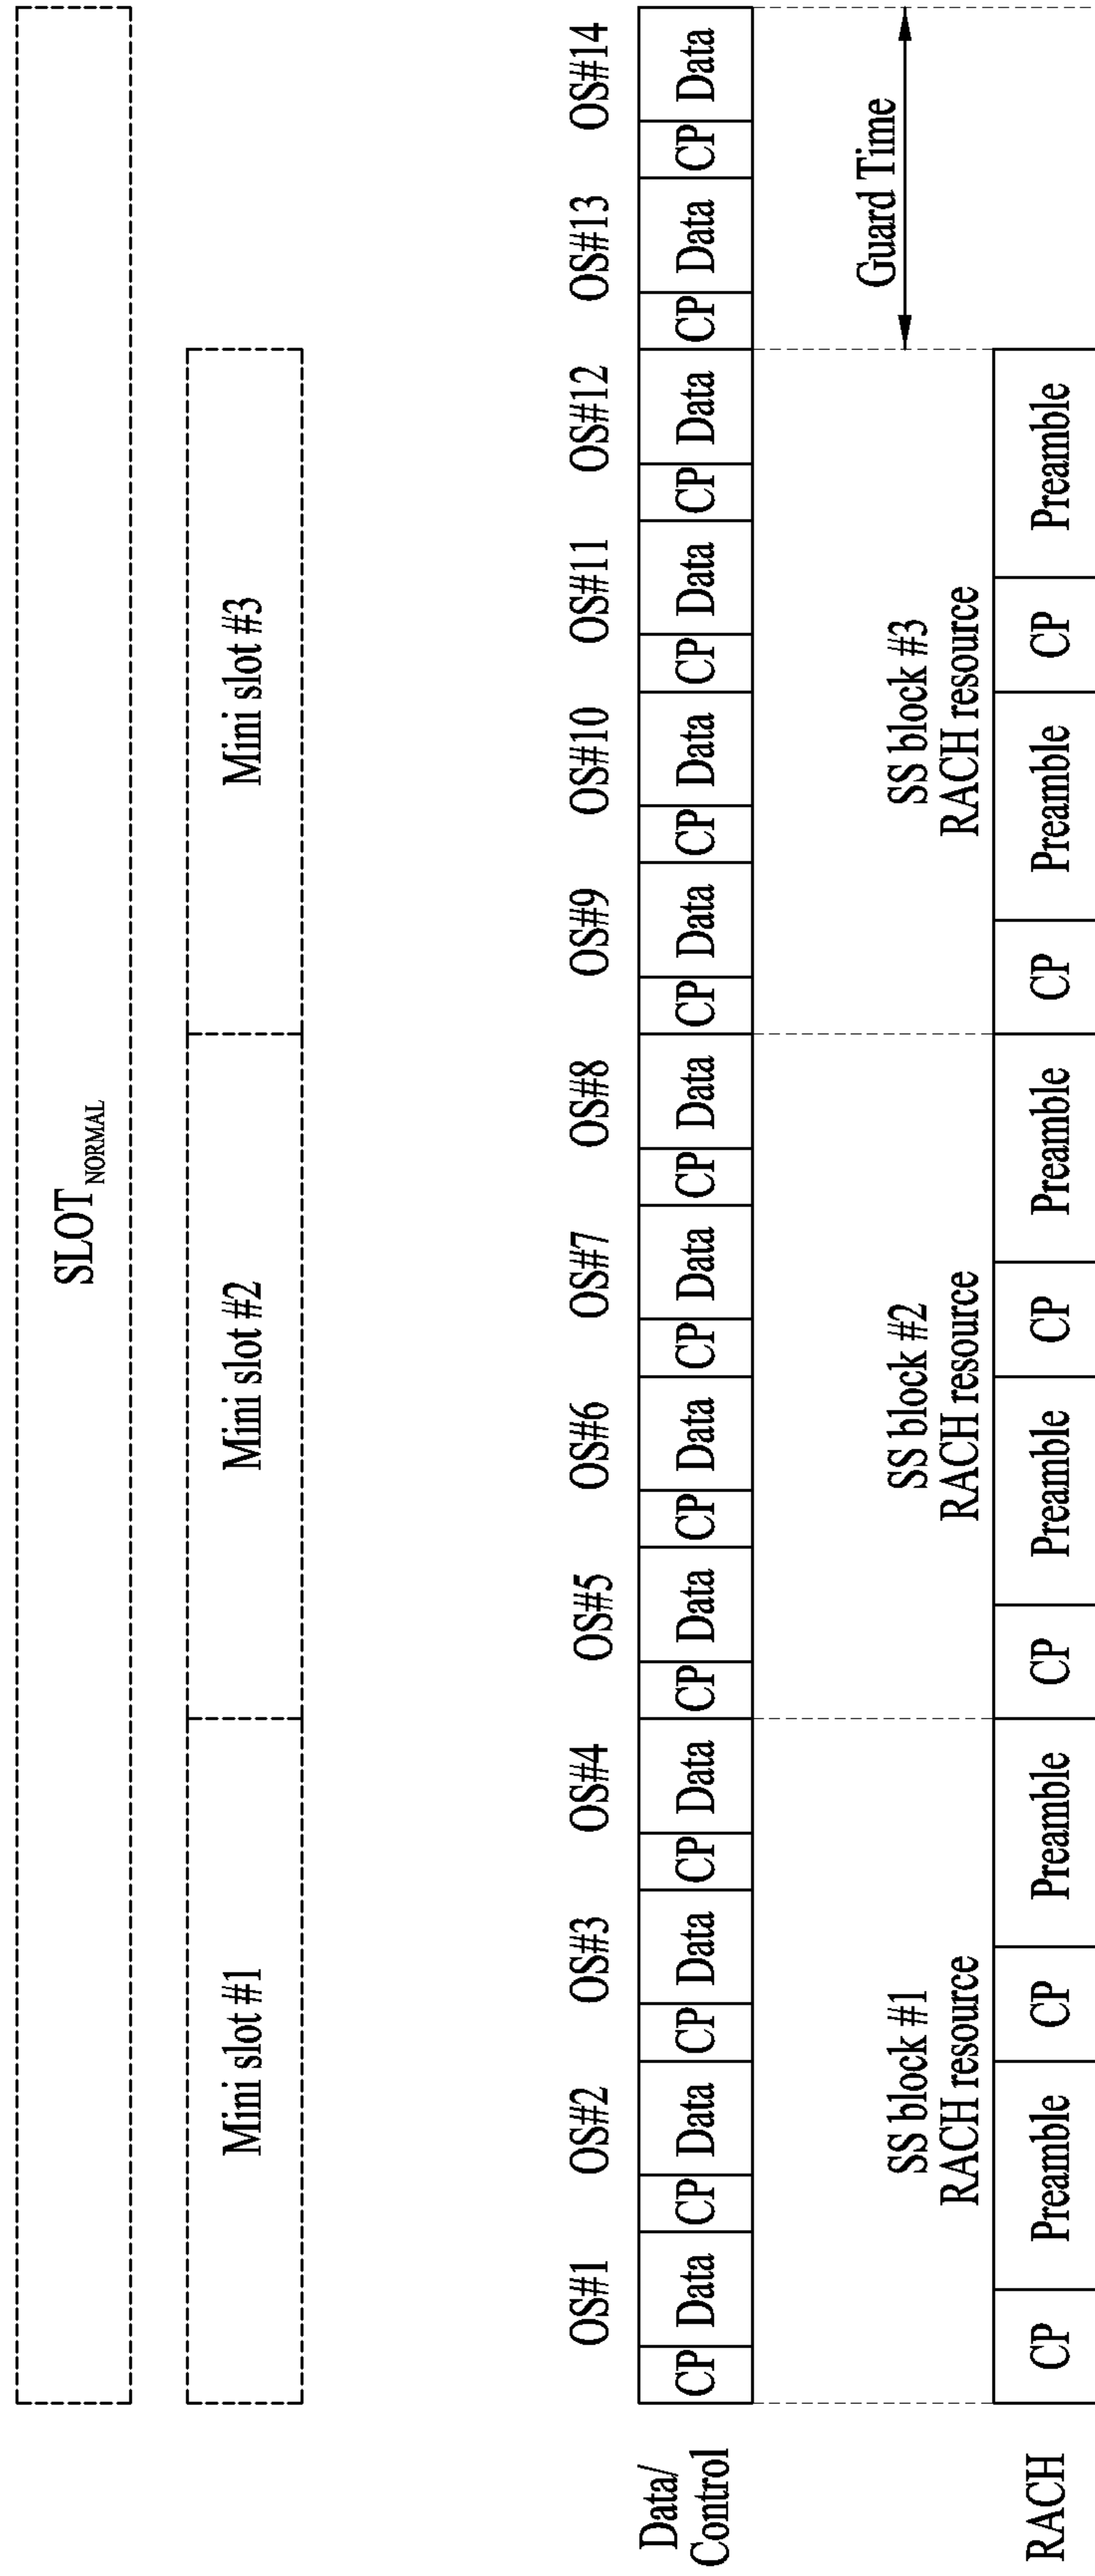 SLOT NORMAL
Mini slot #1 Mini slot #2 Mini slot #3
OS#1 OS#2 OS#3 OS#4 OS#5 OS#6 OS#7 OS#8 OS#9 OS#10 OS#11 OS#12 OS#13 OS#14
Data/
Control
CP Data CP Data CP Data CP Data CP Data CP Data CP Data CP Data CP Data CP Data CP Data CP Data CP Data CP Data
Guard Time
SS block #1 SS block #2 SS block #3
RACH resource RACH resource RACH resource
RACH CP Preamble CP Preamble CP Preamble CP Preamble CP Preamble CP Preamble